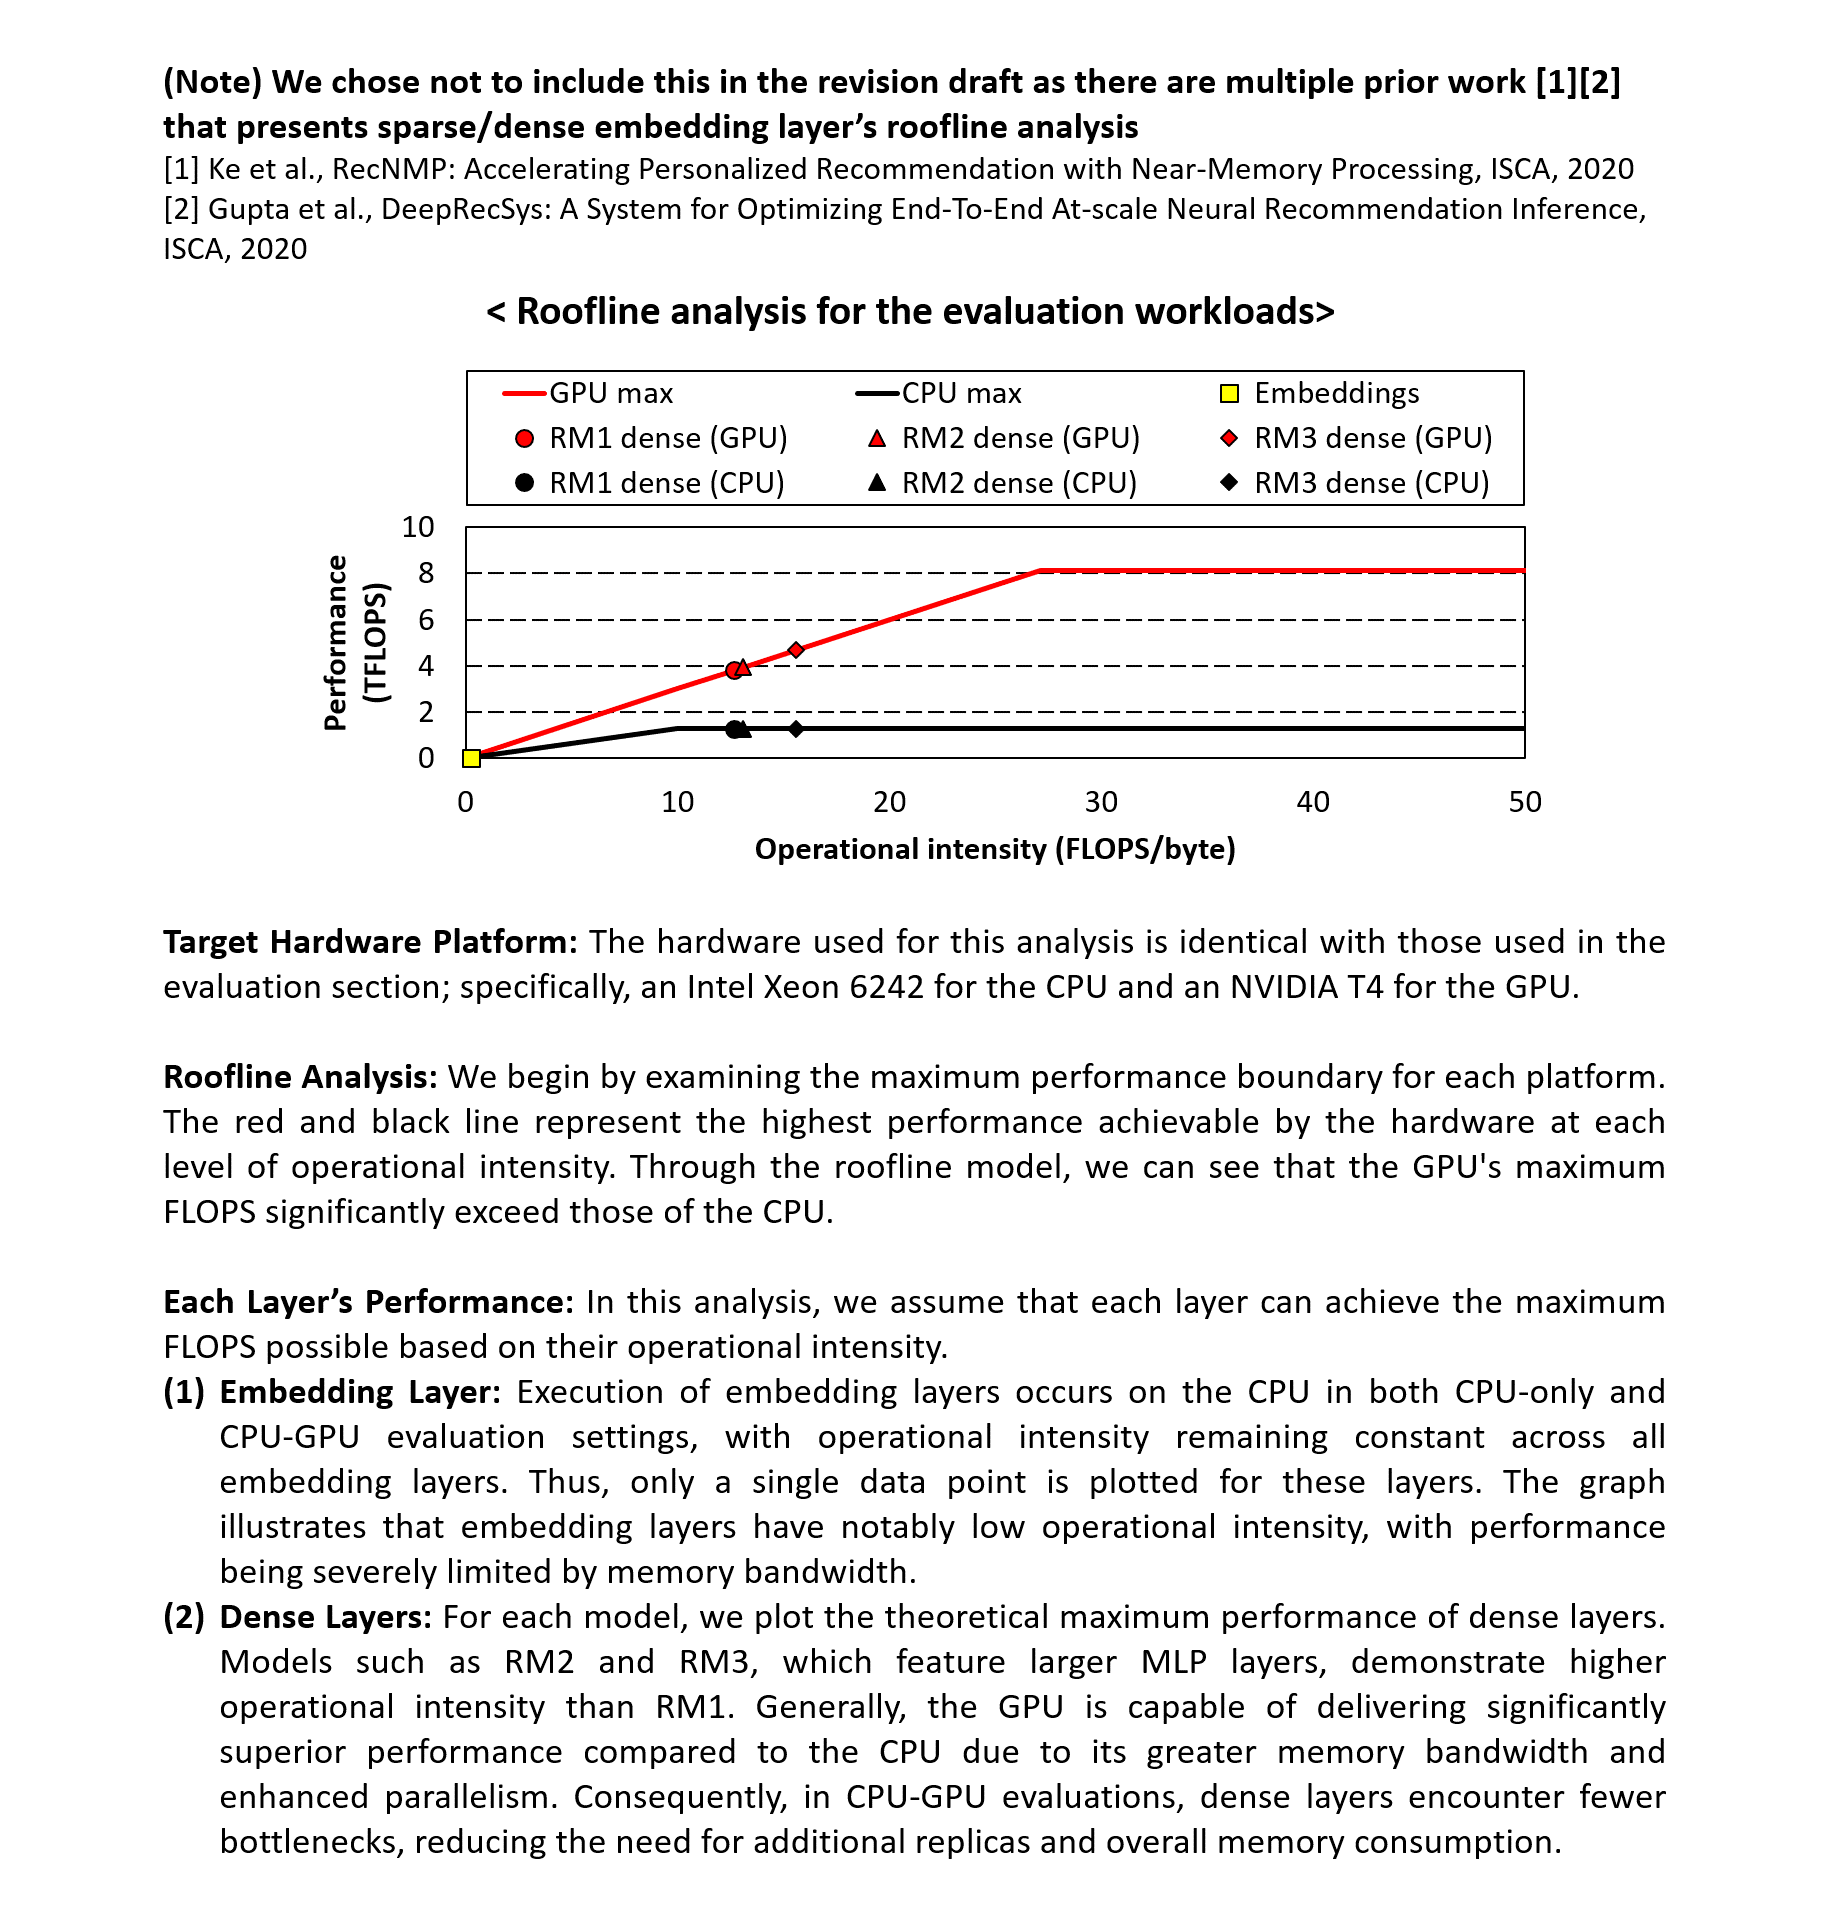 (Note) We chose not to include this in the revision draft as there are multiple prior work [1][2]
that presents sparse/dense embedding layer’s roofline analysis
[1] Ke et al., RecNMP: Accelerating Personalized Recommendation with Near-Memory Processing, ISCA, 2020
[2] Gupta et al., DeepRecSys: A System for Optimizing End-To-End At-scale Neural Recommendation Inference,
ISCA, 2020
< Roofline analysis for the evaluation workloads>
GPU max CPU max Embeddings
RM1 dense (GPU) RM2 dense (GPU) RM3 dense (GPU)
RM1 dense (CPU) RM2 dense (CPU) RM3 dense (CPU)
Performance
(TFLOPS)
10
8
6
4
2
0
0 10 20 30 40 50
Operational intensity (FLOPS/byte)
Target Hardware Platform: The hardware used for this analysis is identical with those used in the
evaluation section; specifically, an Intel Xeon 6242 for the CPU and an NVIDIA T4 for the GPU.
Roofline Analysis: We begin by examining the maximum performance boundary for each platform.
The red and black line represent the highest performance achievable by the hardware at each
level of operational intensity. Through the roofline model, we can see that the GPU's maximum
FLOPS significantly exceed those of the CPU.
Each Layer’s Performance: In this analysis, we assume that each layer can achieve the maximum
FLOPS possible based on their operational intensity.
(1) Embedding Layer: Execution of embedding layers occurs on the CPU in both CPU-only and
CPU-GPU evaluation settings, with operational intensity remaining constant across all
embedding layers. Thus, only a single data point is plotted for these layers. The graph
illustrates that embedding layers have notably low operational intensity, with performance
being severely limited by memory bandwidth.
(2) Dense Layers: For each model, we plot the theoretical maximum performance of dense layers.
Models such as RM2 and RM3, which feature larger MLP layers, demonstrate higher
operational intensity than RM1. Generally, the GPU is capable of delivering significantly
superior performance compared to the CPU due to its greater memory bandwidth and
enhanced parallelism. Consequently, in CPU-GPU evaluations, dense layers encounter fewer
bottlenecks, reducing the need for additional replicas and overall memory consumption.